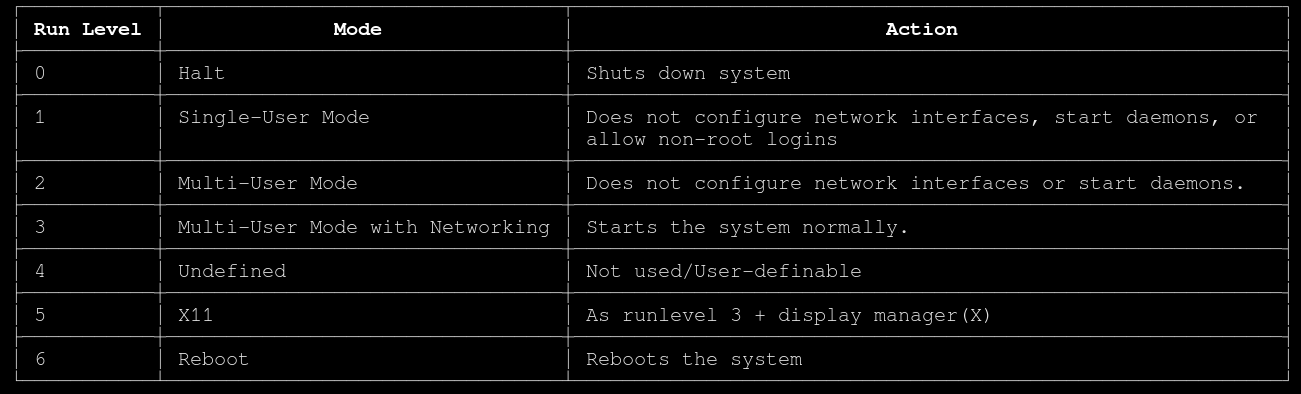 Run Level Mode Action
0 Halt Shuts down system
1 Single-User Mode Does not configure network interfaces, start daemons, or
allow non-root logins
2 Multi-User Mode Does not configure network interfaces or start daemons.
3 Multi-User Mode with Networking Starts the system normally.
4 Undefined Not used/User-definable
5 X11 As runlevel 3 + display manager(X)
6 Reboot Reboots the system